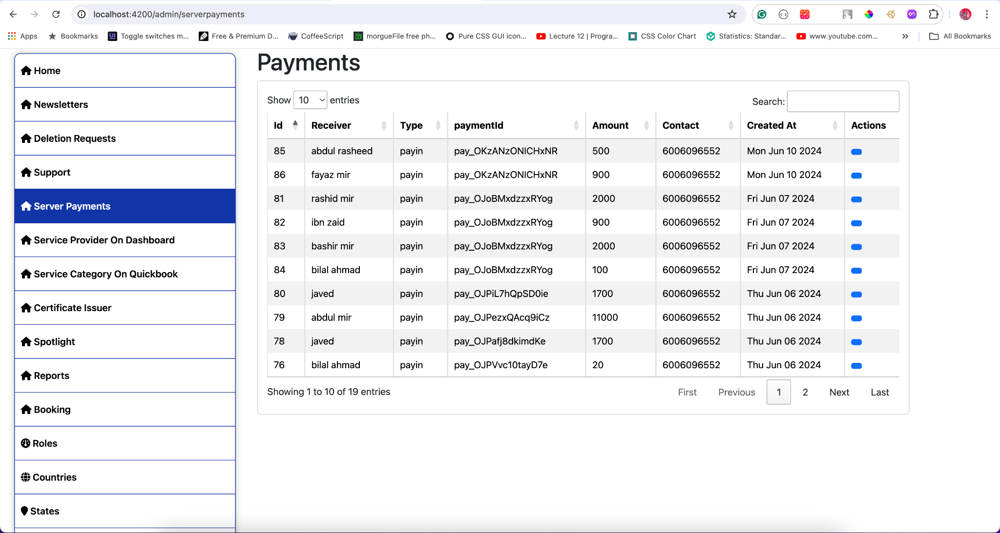 localhost:4200/admin/serverpayments
Apps Bookmarks Toggle switches m... Free & Premium D... CoffeeScript morgueFile free ph... Pure CSS GUI icon... Lecture 12 | Progra... CSS Color Chart Statistics: Standar... www.youtube.com... » All Bookmarks
Home
Newsletters
Deletion Requests
Support
Server Payments
Service Provider On Dashboard
Service Category On Quickbook
Certificate Issuer
Spotlight
Reports
Booking
Roles
Countries
States
Payments
Show 10 entries Search:
Id Receiver Type paymentId Amount Contact Created At Actions
85 abdul rasheed payin pay_OKzANzONICHxNR 500 6006096552 Mon Jun 10 2024
86 fayaz mir payin pay_OKzANzONICHxNR 900 6006096552 Mon Jun 10 2024
81 rashid mir payin pay_OJoBMxdzzxRYog 2000 6006096552 Fri Jun 07 2024
82 ibn zaid payin pay_OJoBMxdzzxRYog 900 6006096552 Fri Jun 07 2024
83 bashir mir payin pay_OJoBMxdzzxRYog 2000 6006096552 Fri Jun 07 2024
84 bilal ahmad payin pay_OJoBMxdzzxRYog 100 6006096552 Fri Jun 07 2024
80 javed payin pay_OJPiL7hQpSD0ie 1700 6006096552 Thu Jun 06 2024
79 abdul mir payin pay_OJPezxQAcq9iCz 11000 6006096552 Thu Jun 06 2024
78 javed payin pay_OJPafj8dkimdKe 1700 6006096552 Thu Jun 06 2024
76 bilal ahmad payin pay_OJPVvc10tayD7e 20 6006096552 Thu Jun 06 2024
Showing 1 to 10 of 19 entries First Previous 1 2 Next Last